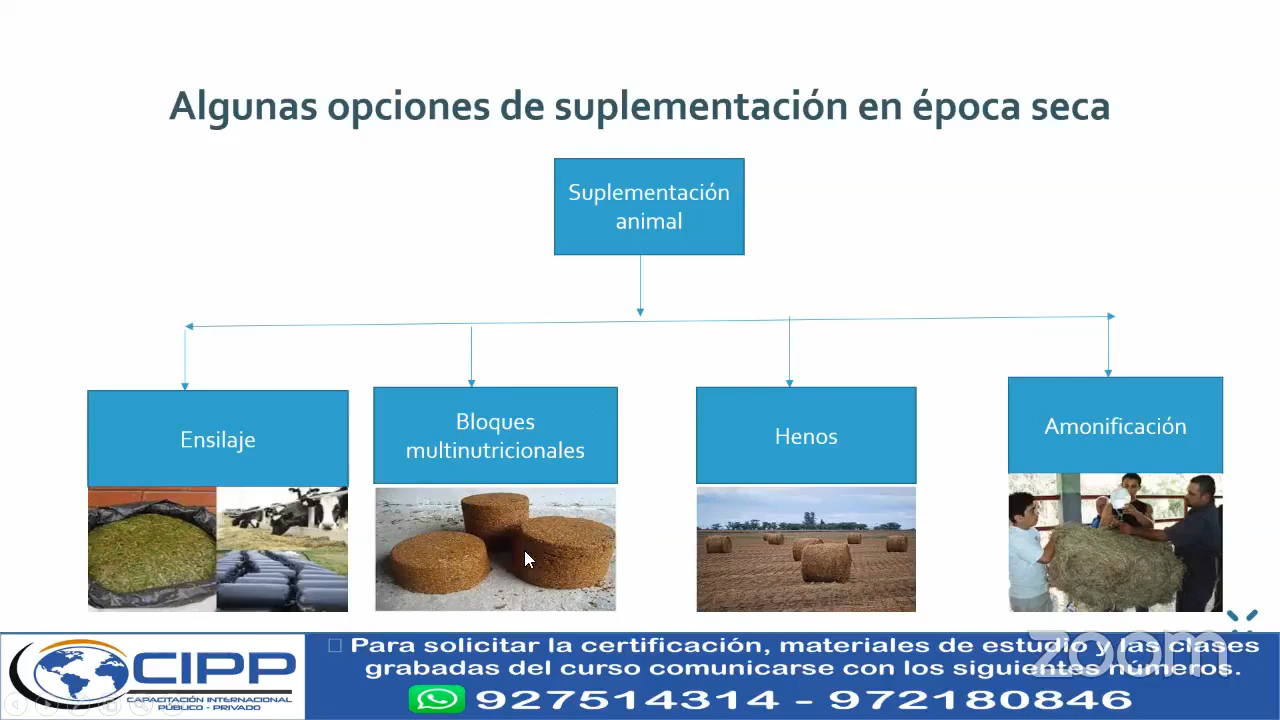 Algunas opciones de suplementación en época seca
Suplementación
animal
Ensilaje
Bloques
multinutricionales
Henos
Amonificación
Para solicitar la certificación, materiales de estudio y las clases
grabadas del curso comunicarse con los siguientes números.
927514314 - 972180846
CIPP
CAPACITACIÓN INTERNACIONAL
PÚBLICO - PRIVADO
zoom